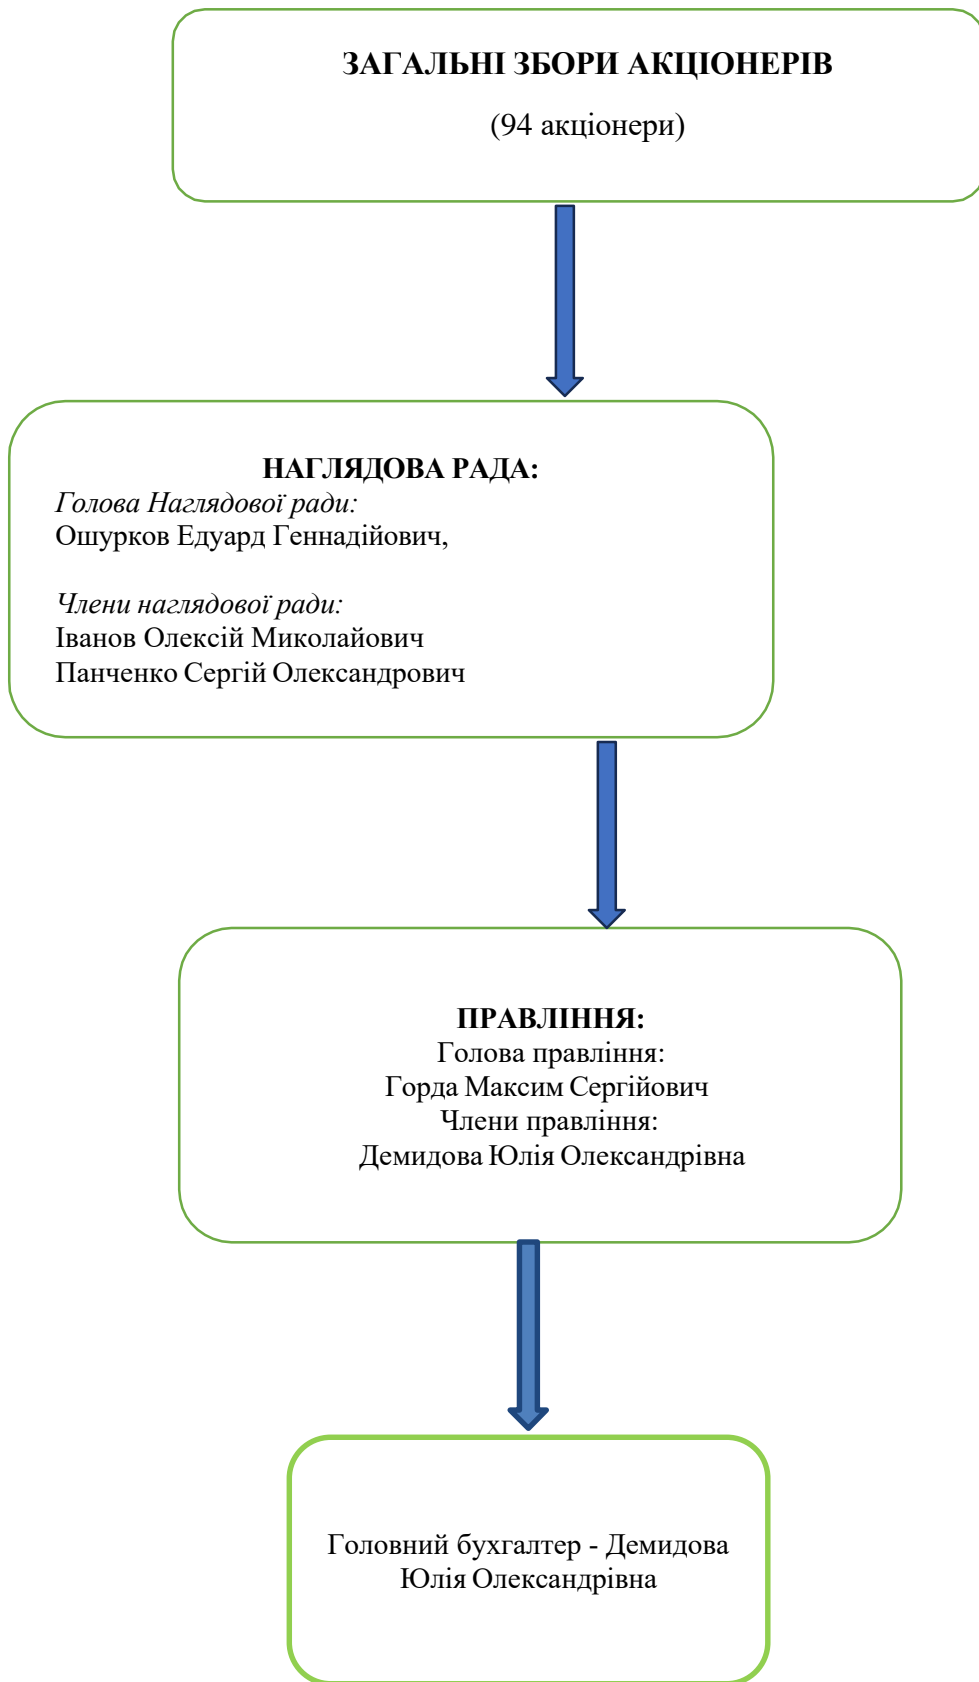 ЗАГАЛЬНІ ЗБОРИ АКЦІОНЕРІВ
(94 акціонери)
НАГЛЯДОВА РАДА:
Голова Наглядової ради:
Ошурков Едуард Геннадійович,
Члени наглядової ради:
Іванов Олексій Миколайович
Панченко Сергій Олександрович
ПРАВЛІННЯ:
Голова правління:
Горда Максим Сергійович
Члени правління:
Демидова Юлія Олександрівна
Головний бухгалтер - Демидова
Юлія Олександрівна